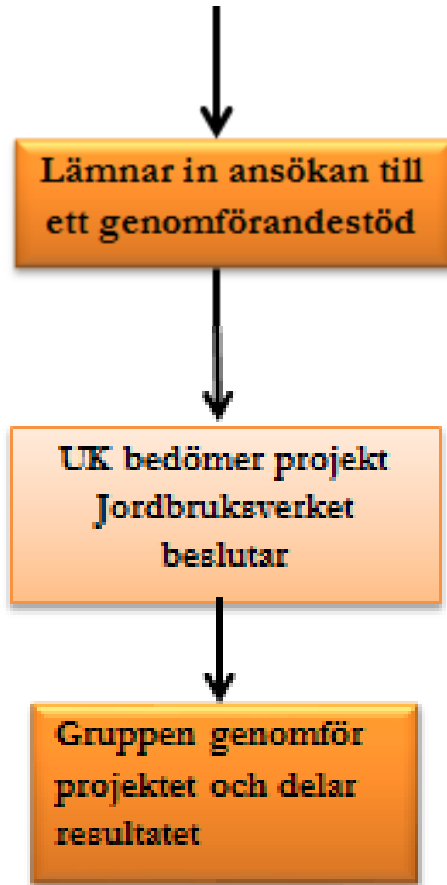 Lämnar in ansökan till
ett genomförandestöd
UK bedömer projekt
Jordbruksverket
beslutar
Gruppen genomför
projektet och delar
resultatet